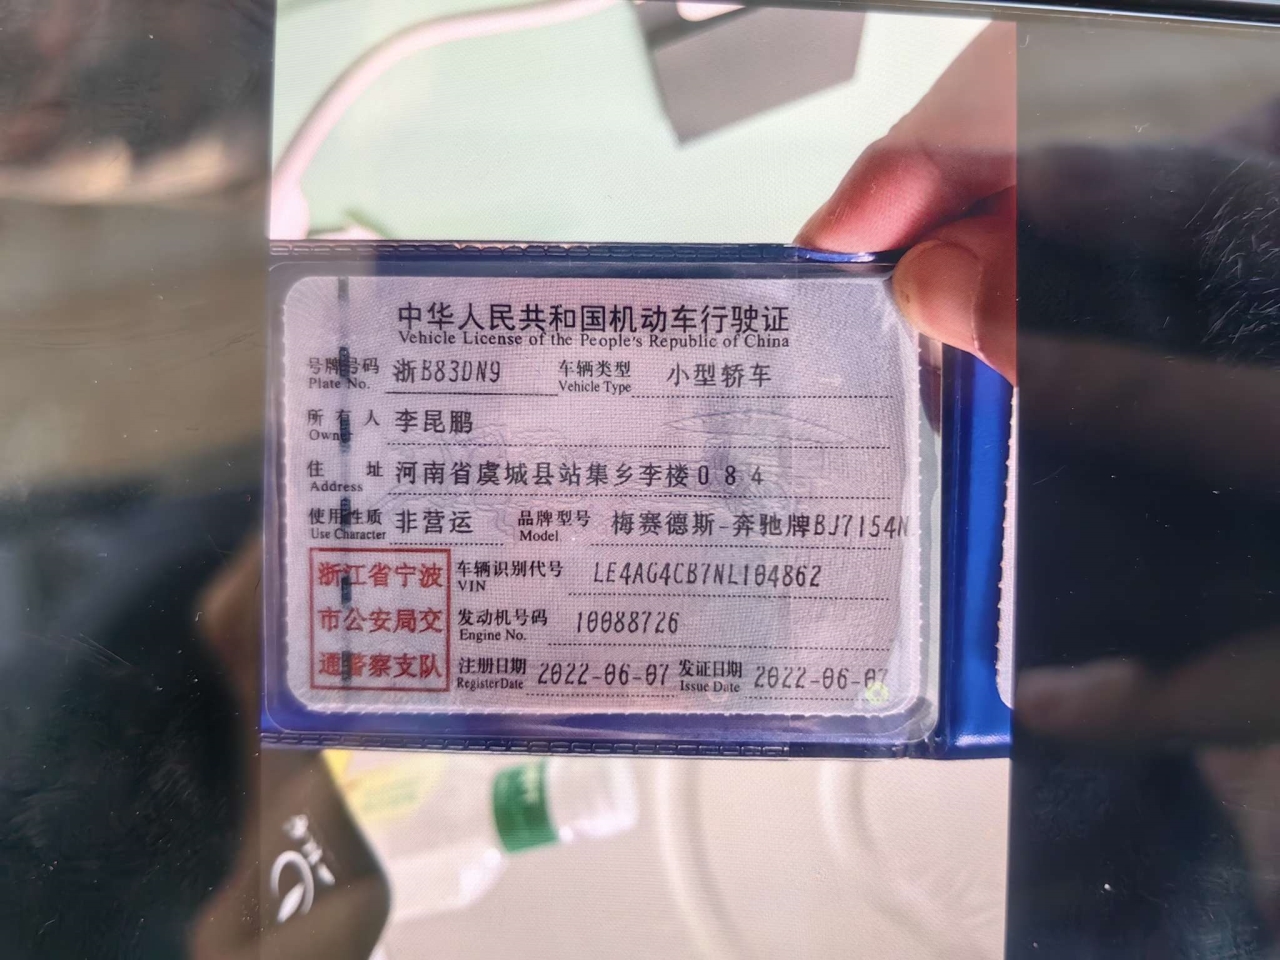 中华人民共和国机动车行驶证
Vehicle License of the People's Republic of China
号牌号码 浙B83DN9 车辆类型 小型轿车
Plate No. Vehicle Type
所有人 李昆鹏
Owner
住址 河南省虞城县站集乡李楼084
Address
使用性质 非营运 品牌型号 梅赛德斯-奔驰牌BJ7154N
Use Character Model
浙江省宁波
市公安局交
通警察支队
车辆识别代号 LE4AG4CB7NL104862
VIN
发动机号码 10088726
Engine No.
注册日期 2022-06-07 发证日期 2022-06-07
Register Date Issue Date